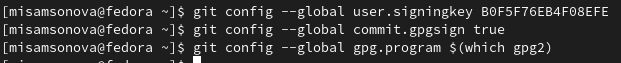 [misamsonova@fedora ~]$ git config --global user.signingkey B0F5F76EB4F08EFE
[misamsonova@fedora ~]$ git config --global commit.gpgsign true
[misamsonova@fedora ~]$ git config --global gpg.program $(which gpg2)